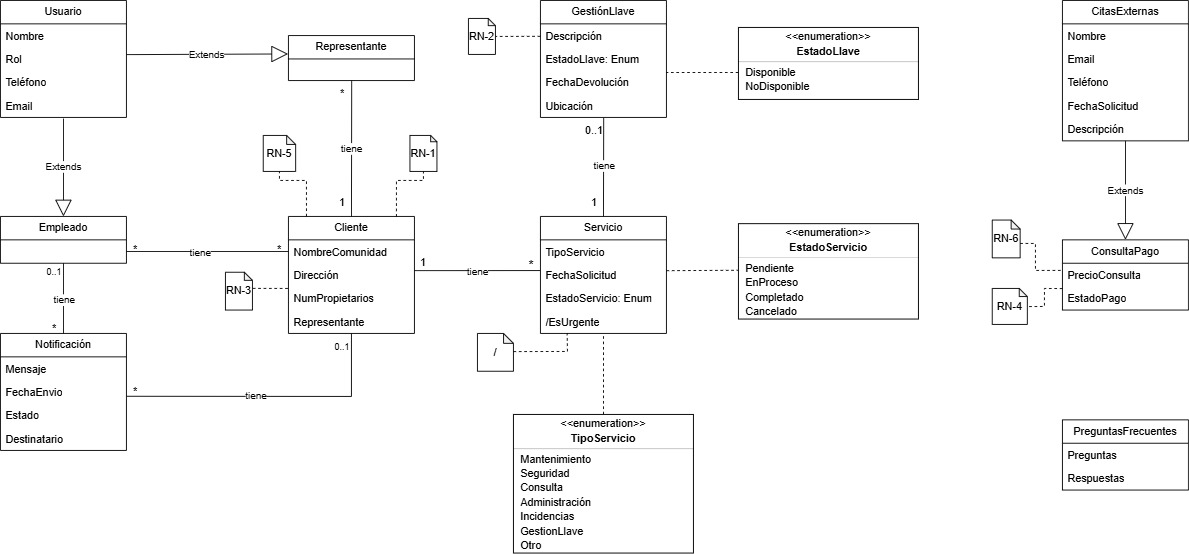 Usuario
Nombre
Rol
Teléfono
Email
Extends
Representante
*
tiene
1
RN-5
RN-1
RN-2
GestiónLlave
Descripción
EstadoLlave: Enum
FechaDevolución
Ubicación
<<enumeration>>
EstadoLlave
Disponible
NoDisponible
0..1
tiene
1
CitasExternas
Nombre
Email
Teléfono
FechaSolicitud
Descripción
Extends
Extends
Empleado
*
tiene
*
0..1
tiene
*
Cliente
NombreComunidad
Dirección
NumPropietarios
Representante
RN-3
1
tiene
*
0..1
Servicio
TipoServicio
FechaSolicitud
EstadoServicio: Enum
/EsUrgente
/
<<enumeration>>
EstadoServicio
Pendiente
EnProceso
Completado
Cancelado
RN-6
RN-4
ConsultaPago
PrecioConsulta
EstadoPago
Notificación
Mensaje
FechaEnvio
Estado
Destinatario
*
tiene
<<enumeration>>
TipoServicio
Mantenimiento
Seguridad
Consulta
Administración
Incidencias
GestionLlave
Otro
PreguntasFrecuentes
Preguntas
Respuestas